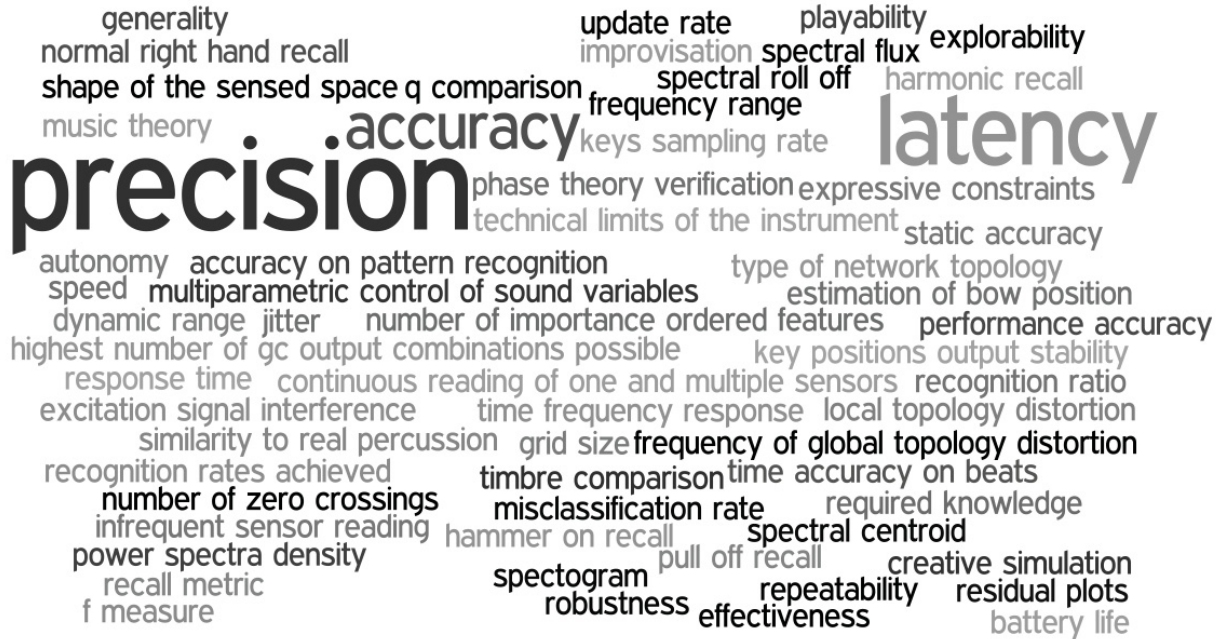 generality
update rate
playability
normal right hand recall
improvisation
spectral flux
explorability
shape of the sensed space
q comparison
spectral roll off
harmonic recall
frequency range
music theory
accuracy
keys sampling rate
latency
precision
phase theory verification
expressive constraints
technical limits of the instrument
static accuracy
autonomy
accuracy on pattern recognition
type of network topology
speed
multiparametric control of sound variables
estimation of bow position
dynamic range
jitter
number of importance ordered features
performance accuracy
highest number of gc output combinations possible
key positions output stability
response time
continuous reading of one and multiple sensors
recognition ratio
excitation signal interference
time frequency response
local topology distortion
similarity to real percussion
grid size
frequency of global topology distortion
recognition rates achieved
timbre comparison
time accuracy on beats
number of zero crossings
misclassification rate
required knowledge
infrequent sensor reading
hammer on recall
spectral centroid
power spectra density
pull off recall
creative simulation
recall metric
spectogram
repeatability
residual plots
f measure
robustness
effectiveness
battery life